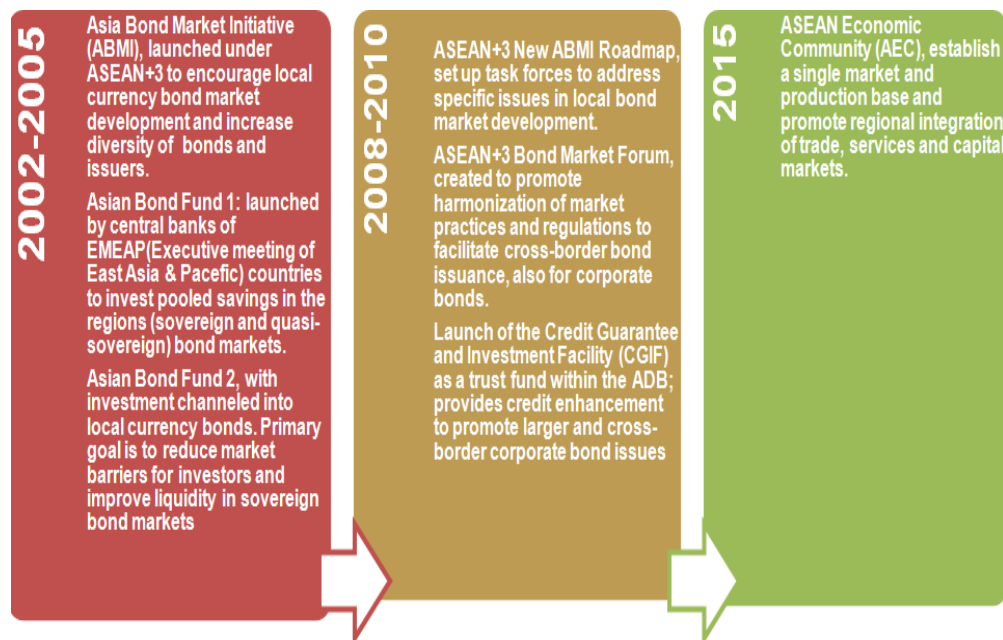 2002-2005
Asia Bond Market Initiative
(ABMI), launched under
ASEAN+3 to encourage local
currency bond market
development and increase
diversity of bonds and
issuers.
Asian Bond Fund 1: launched
by central banks of
EMEAP(Executive meeting of
East Asia & Pacefic) countries
to invest pooled savings in the
regions (sovereign and quasi-
sovereign) bond markets.
Asian Bond Fund 2, with
investment channeled into
local currency bonds. Primary
goal is to reduce market
barriers for investors and
improve liquidity in sovereign
bond markets
2008-2010
ASEAN+3 New ABMI Roadmap,
set up task forces to address
specific issues in local bond
market development.
ASEAN+3 Bond Market Forum,
created to promote
harmonization of market
practices and regulations to
facilitate cross-border bond
issuance, also for corporate
bonds.
Launch of the Credit Guarantee
and Investment Facility (CGIF)
as a trust fund within the ADB;
provides credit enhancement
to promote larger and cross-
border corporate bond issues
2015
ASEAN Economic
Community (AEC), establish
a single market and
production base and
promote regional integration
of trade, services and capital
markets.